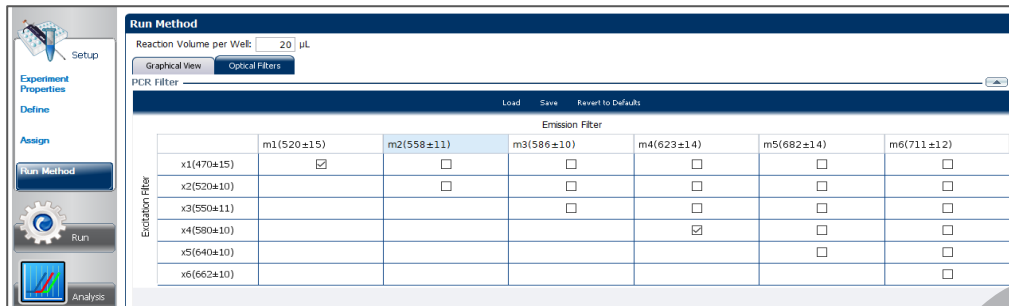 Run Method
Reaction Volume per Well: 20 µL
Graphical View Optical Filters
PCR Filter
Load Save Revert to Defaults
Emission Filter
m1(520±15) m2(558±11) m3(586±10) m4(623±14) m5(682±14) m6(711±12)
Excitation Filter
x1(470±15)
x2(520±10)
x3(550±11)
x4(580±10)
x5(640±10)
x6(662±10)
Setup
Experiment
Properties
Define
Assign
Run Method
Run
Analysis